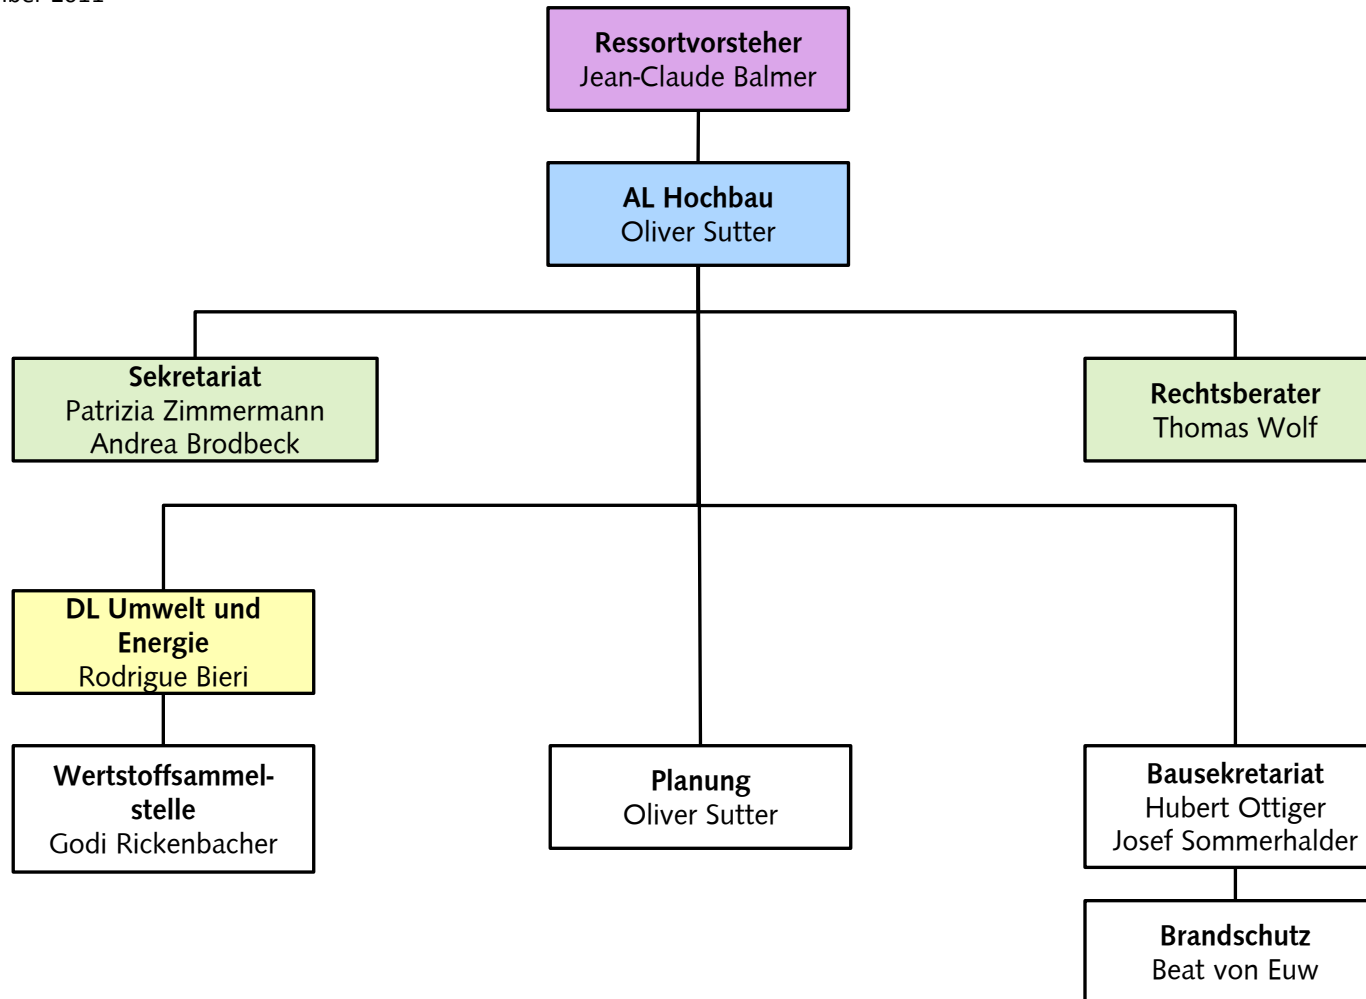 Ressortvorsteher
Jean-Claude Balmer
AL Hochbau
Oliver Sutter
Sekretariat
Patrizia Zimmermann
Andrea Brodbeck
Rechtsberater
Thomas Wolf
DL Umwelt und
Energie
Rodrigue Bieri
Wertstoffsammel-
stelle
Godi Rickenbacher
Planung
Oliver Sutter
Bausekretariat
Hubert Ottiger
Josef Sommerhalder
Brandschutz
Beat von Euw